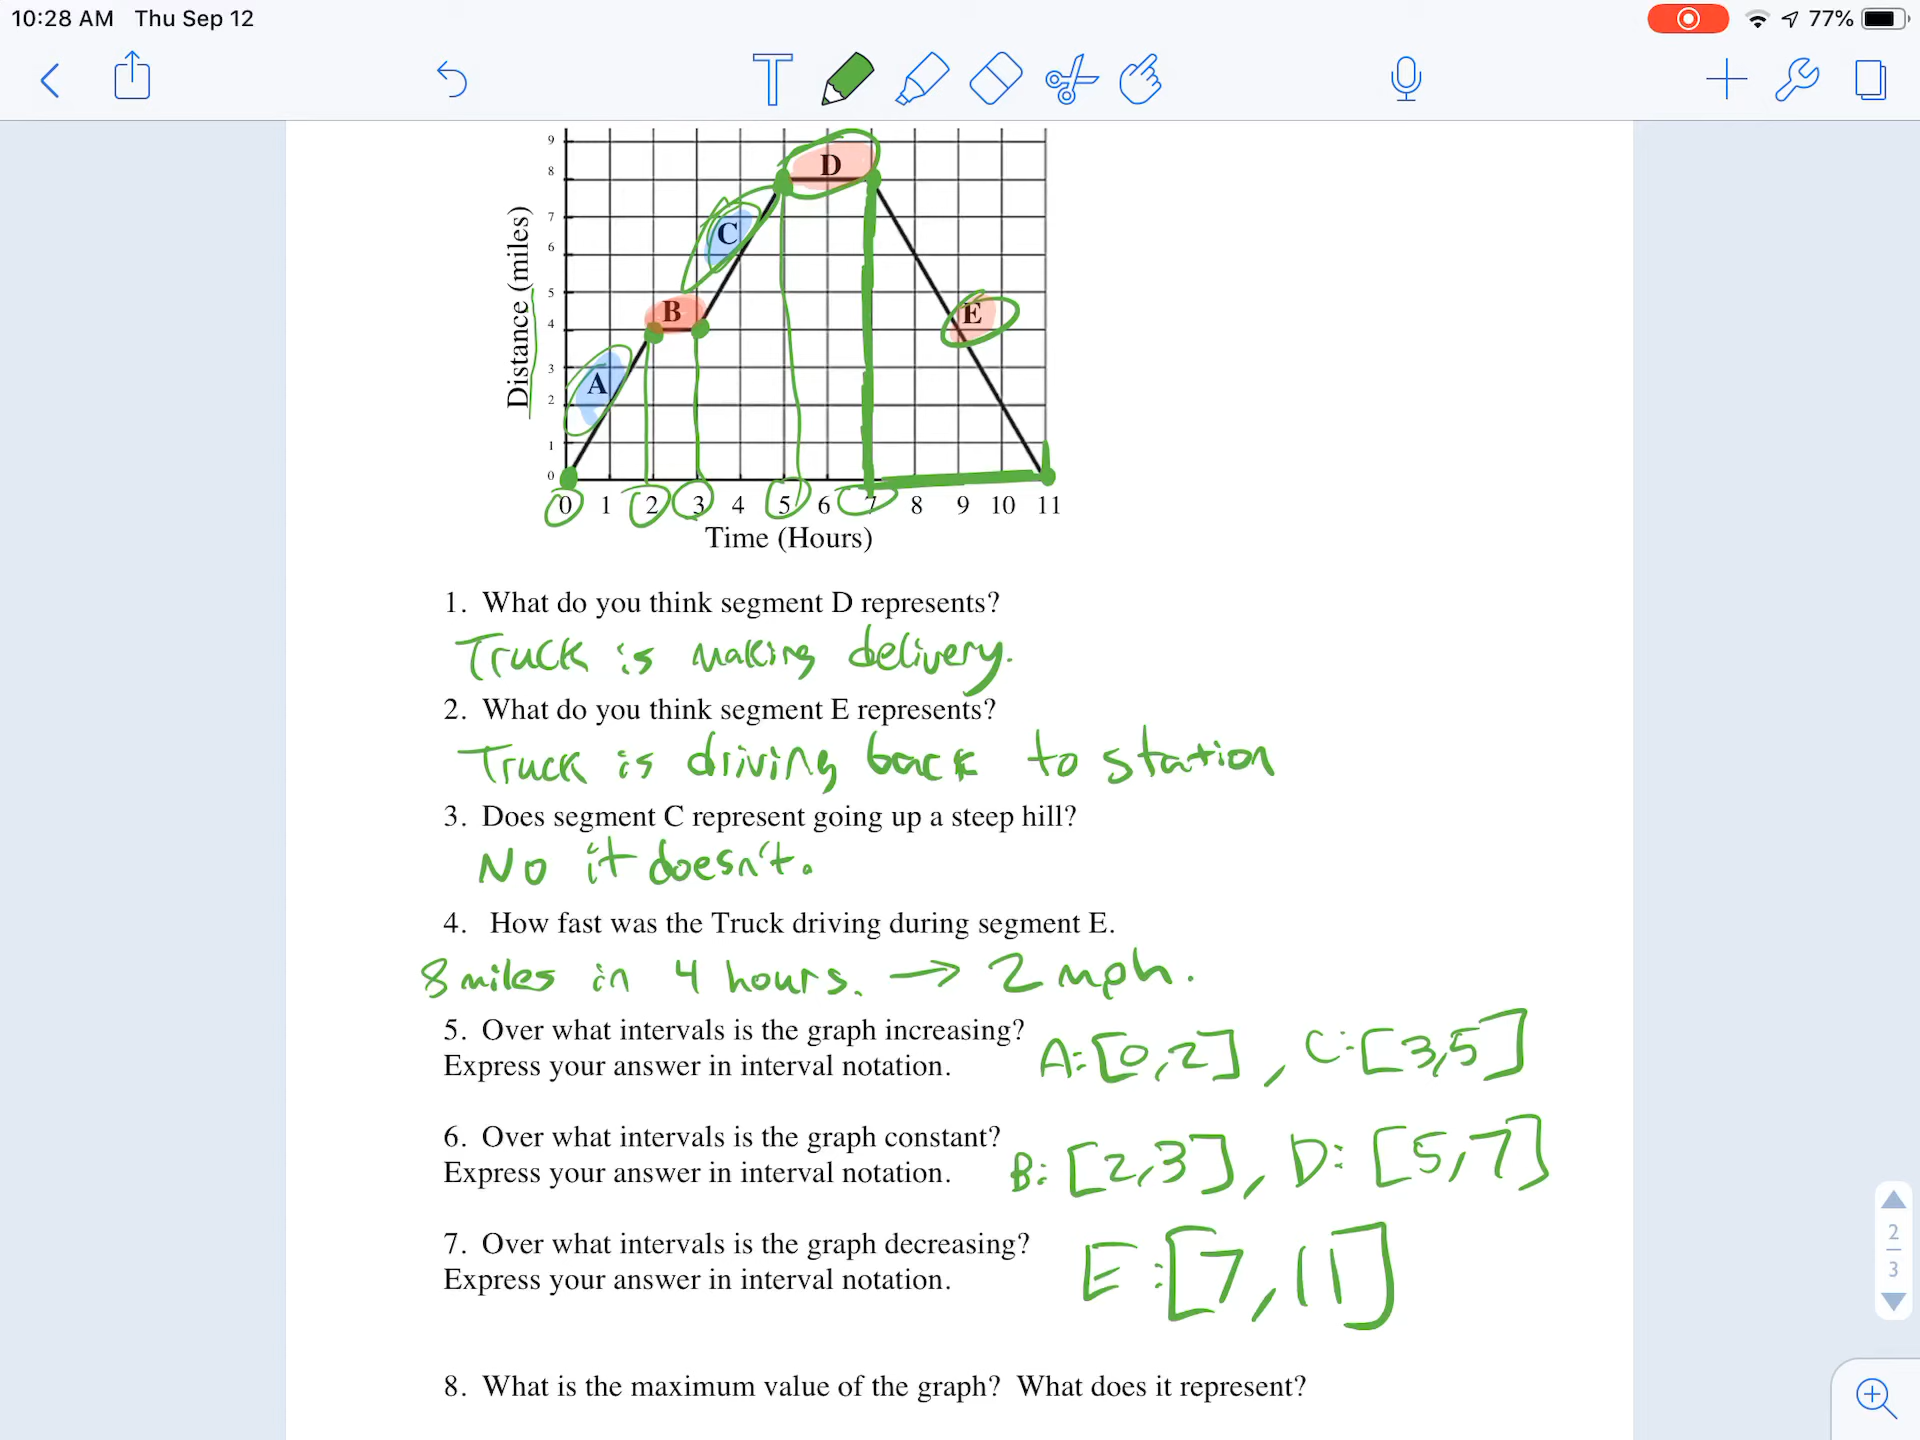 10:28 AM Thu Sep 12
77%
T
9
8
7
6
5
4
3
2
1
0
Distance (miles)
A
B
C
D
E
0 1 2 3 4 5 6 7 8 9 10 11
Time (Hours)
1. What do you think segment D represents?
Truck is making delivery.
2. What do you think segment E represents?
Truck is driving back to station
3. Does segment C represent going up a steep hill?
No it doesn't.
4. How fast was the Truck driving during segment E.
8 miles in 4 hours. → 2 mph.
5. Over what intervals is the graph increasing?
Express your answer in interval notation.
A:[0,2], C:[3,5]
6. Over what intervals is the graph constant?
Express your answer in interval notation.
B:[2,3], D:[5,7]
7. Over what intervals is the graph decreasing?
Express your answer in interval notation.
E:[7,11]
8. What is the maximum value of the graph? What does it represent?
2
3